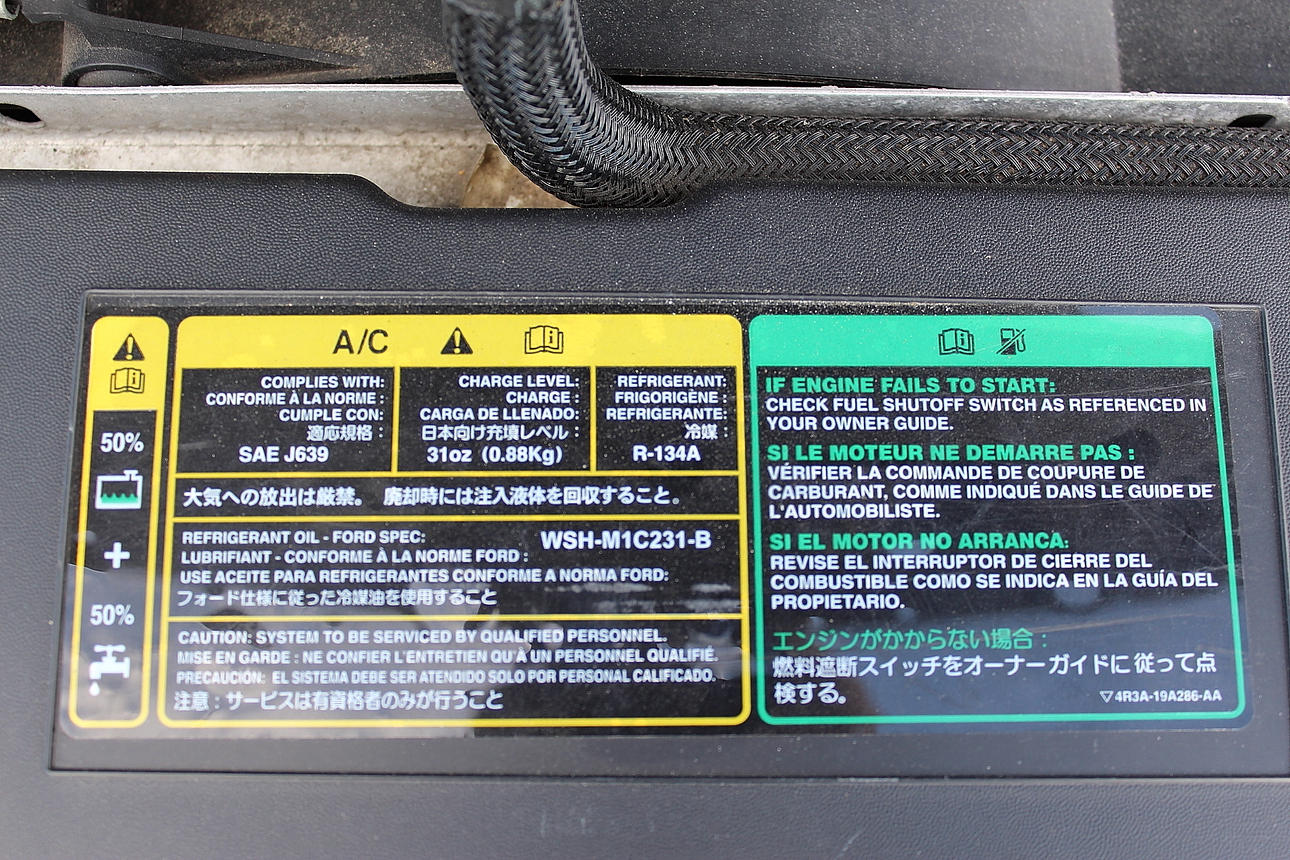 50%
+
50%
A/C
COMPLIES WITH:
CONFORME À LA NORME :
CUMPLE CON:
適応規格 :
SAE J639
CHARGE LEVEL:
CHARGE :
CARGA DE LLENADO:
日本向け充填レベル :
31oz (0.88Kg)
REFRIGERANT:
FRIGORIGÈNE :
REFRIGERANTE:
冷媒 :
R-134A
大気への放出は厳禁。 廃却時には注入液体を回収すること。
REFRIGERANT OIL - FORD SPEC: WSH-M1C231-B
LUBRIFIANT - CONFORME À LA NORME FORD :
USE ACEITE PARA REFRIGERANTES CONFORME A NORMA FORD:
フォード仕様に従った冷媒油を使用すること
CAUTION: SYSTEM TO BE SERVICED BY QUALIFIED PERSONNEL.
MISE EN GARDE : NE CONFIER L'ENTRETIEN QU'À UN PERSONNEL QUALIFIÉ.
PRECAUCIÓN: EL SISTEMA DEBE SER ATENDIDO SOLO POR PERSONAL CALIFICADO.
注意 : サービスは有資格者のみが行うこと
IF ENGINE FAILS TO START:
CHECK FUEL SHUTOFF SWITCH AS REFERENCED IN
YOUR OWNER GUIDE.
SI LE MOTEUR NE DEMARRE PAS :
VÉRIFIER LA COMMANDE DE COUPURE DE
CARBURANT, COMME INDIQUÉ DANS LE GUIDE DE
L'AUTOMOBILISTE.
SI EL MOTOR NO ARRANCA:
REVISE EL INTERRUPTOR DE CIERRE DEL
COMBUSTIBLE COMO SE INDICA EN LA GUÍA DEL
PROPIETARIO.
エンジンがかからない場合 :
燃料遮断スイッチをオーナーガイドに従って点
検する。
4R3A-19A286-AA